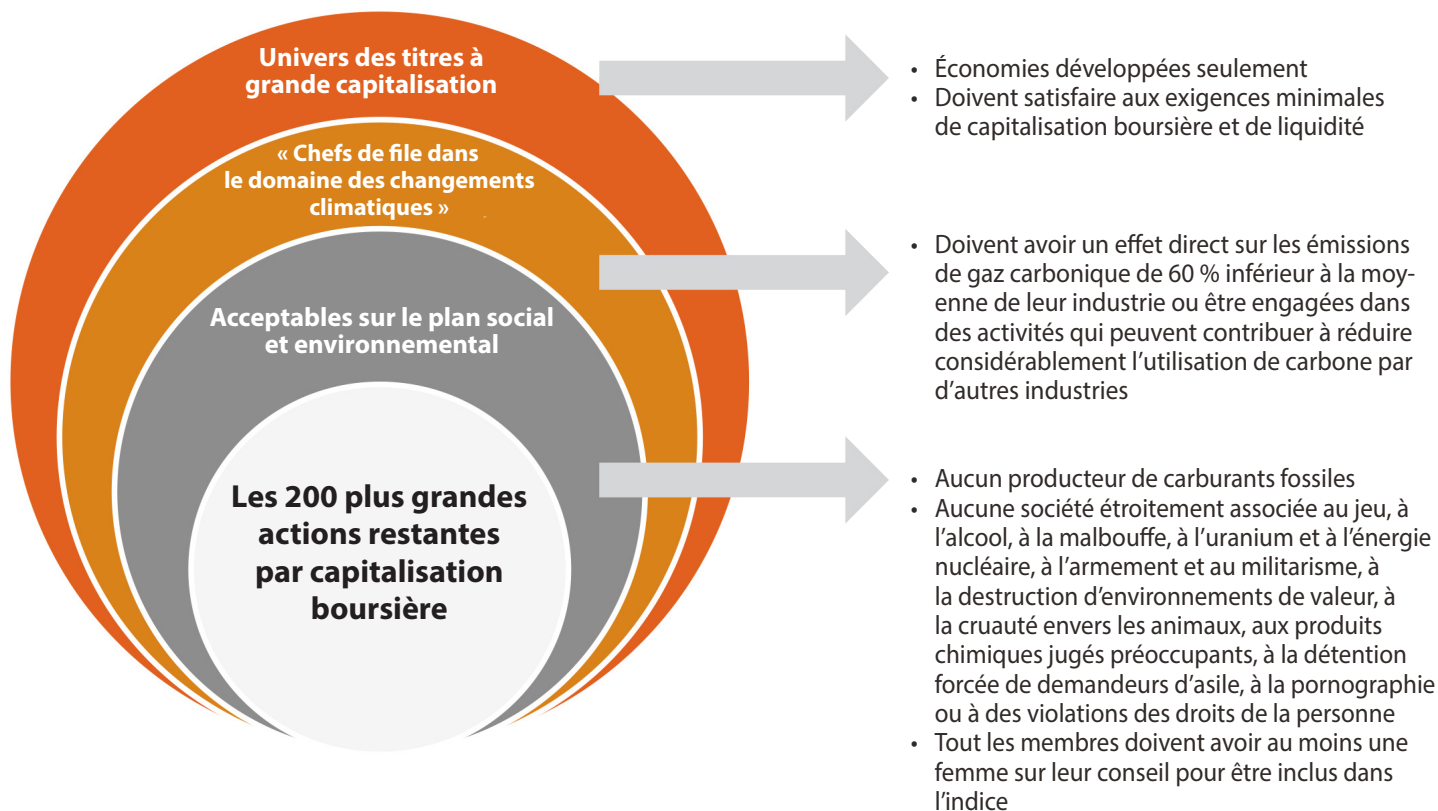 Univers des titres à
grande capitalisation
« Chefs de file dans
le domaine des changements
climatiques »
Acceptables sur le plan social
et environnemental
Les 200 plus grandes
actions restantes
par capitalisation
boursière
• Économies développées seulement
• Doivent satisfaire aux exigences minimales
de capitalisation boursière et de liquidité
• Doivent avoir un effet direct sur les émissions
de gaz carbonique de 60 % inférieur à la moy-
enne de leur industrie ou être engagées dans
des activités qui peuvent contribuer à réduire
considérablement l’utilisation de carbone par
d’autres industries
• Aucun producteur de carburants fossiles
• Aucune société étroitement associée au jeu, à
l’alcool, à la malbouffe, à l’uranium et à l’énergie
nucléaire, à l’armement et au militarisme, à
la destruction d’environnements de valeur, à
la cruauté envers les animaux, aux produits
chimiques jugés préoccupants, à la détention
forcée de demandeurs d’asile, à la pornographie
ou à des violations des droits de la personne
• Tout les membres doivent avoir au moins une
femme sur leur conseil pour être inclus dans
l’indice